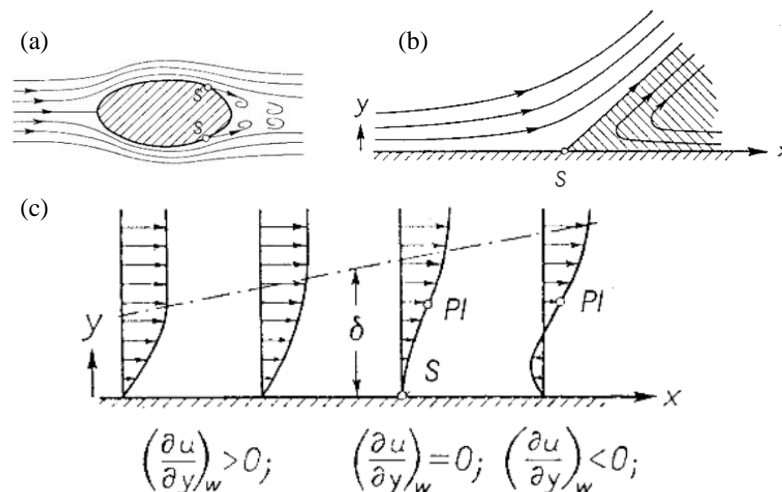 (a)
(b)
S
S
y
x
S
(c)
y
δ
PI
S
PI
x
(∂u/∂y)w > 0; (∂u/∂y)w = 0; (∂u/∂y)w < 0;